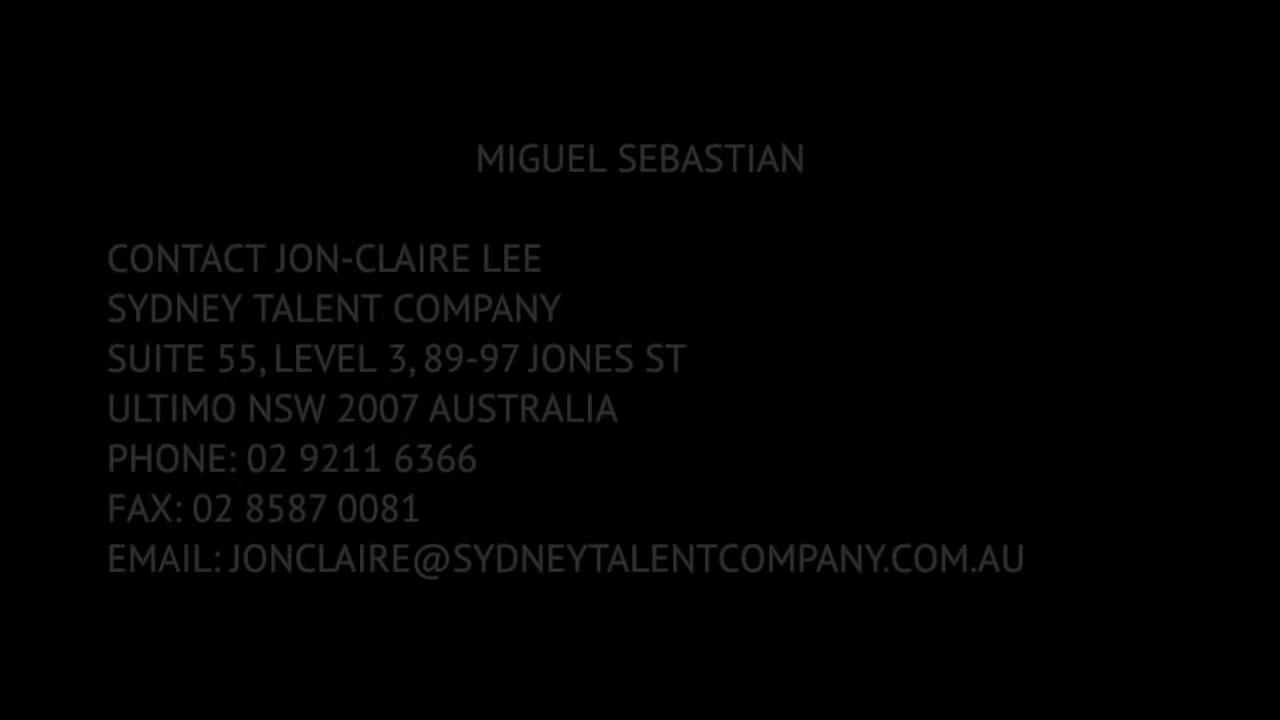 MIGUEL SEBASTIAN
CONTACT JON-CLAIRE LEE
SYDNEY TALENT COMPANY
SUITE 55, LEVEL 3, 89-97 JONES ST
ULTIMO NSW 2007 AUSTRALIA
PHONE: 02 9211 6366
FAX: 02 8587 0081
EMAIL: JONCLAIRE@SYDNEYTALENTCOMPANY.COM.AU